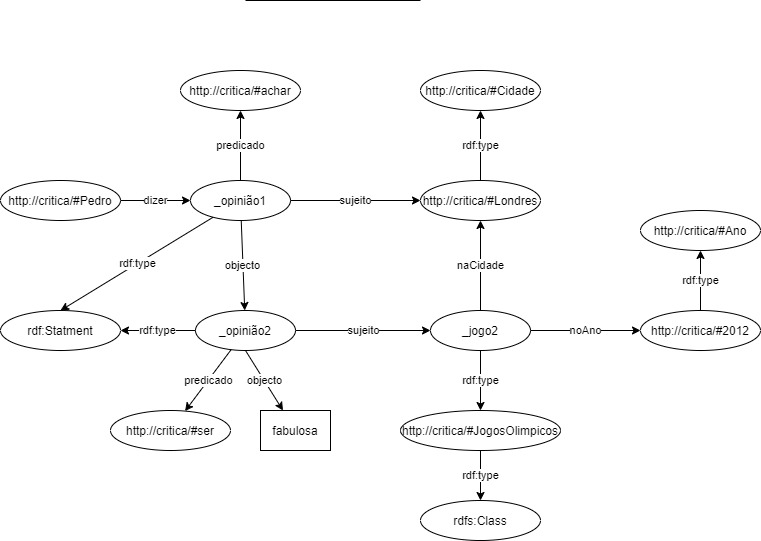 http://critica/#achar
http://critica/#Cidade
predicado
rdf:type
http://critica/#Pedro
dizer
_opinião1
sujeito
http://critica/#Londres
http://critica/#Ano
rdf:type
objecto
naCidade
rdf:type
rdf:Statment
rdf:type
_opinião2
sujeito
_jogo2
noAno
http://critica/#2012
predicado
objecto
rdf:type
http://critica/#ser
fabulosa
http://critica/#JogosOlimpicos
rdf:type
rdfs:Class